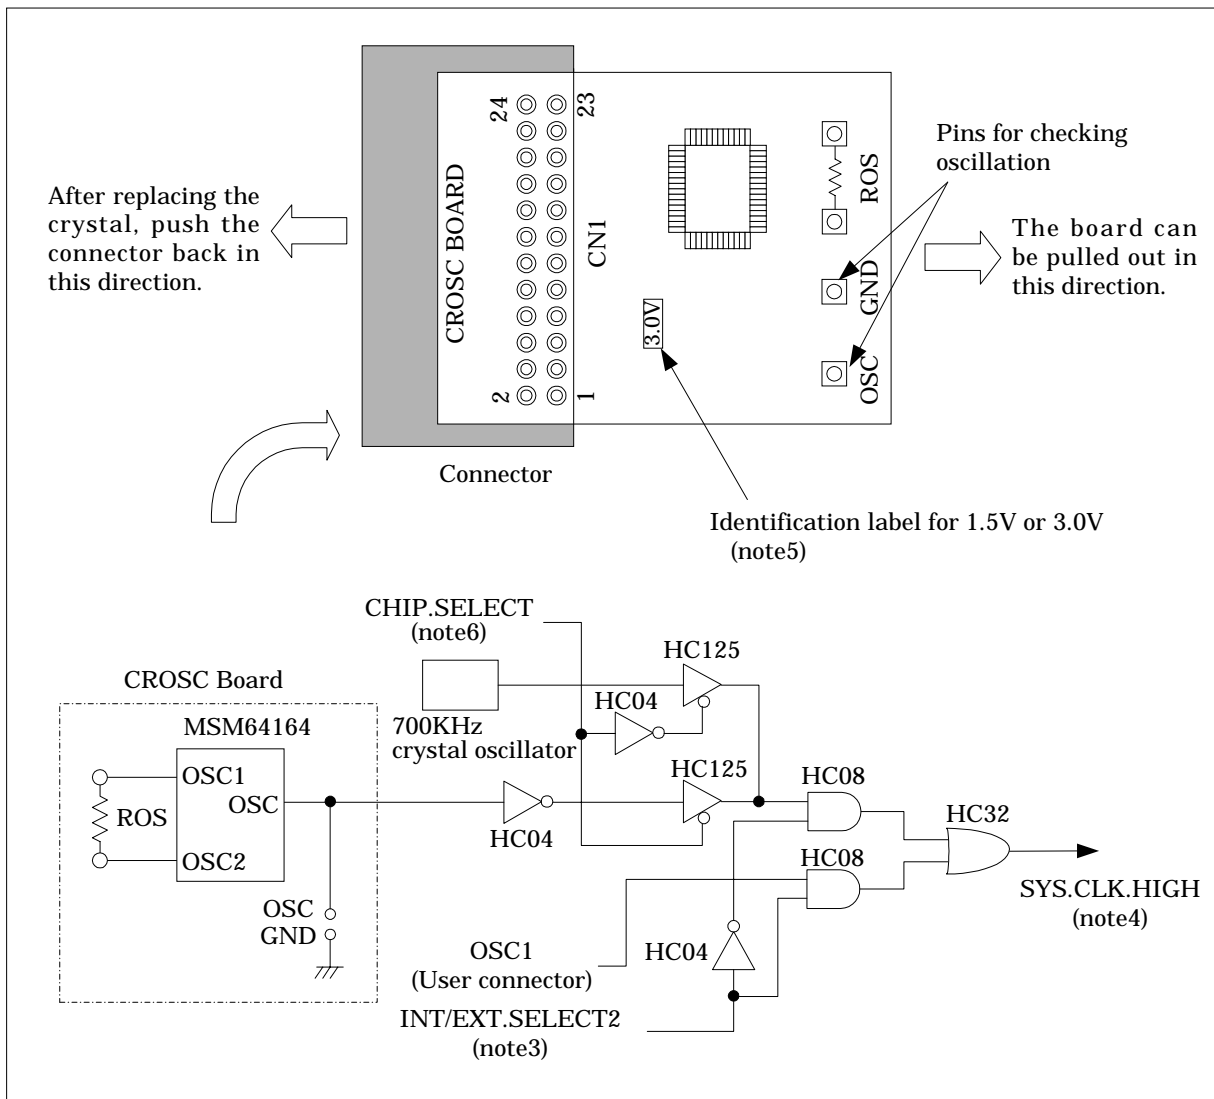 24
23
CROSC BOARD
CN1
2
1
3.0V
ROS
GND
OSC
Pins for checking
oscillation
After replacing the
crystal, push the
connector back in
this direction.
The board can
be pulled out in
this direction.
Connector
Identification label for 1.5V or 3.0V
(note5)
CHIP.SELECT
(note6)
HC125
CROSC Board
HC04
700KHz
crystal oscillator
MSM64164
OSC1
OSC
ROS
OSC2
HC125
HC04
HC08
HC32
HC08
SYS.CLK.HIGH
(note4)
OSC
GND
OSC1
(User connector)
HC04
INT/EXT.SELECT2
(note3)